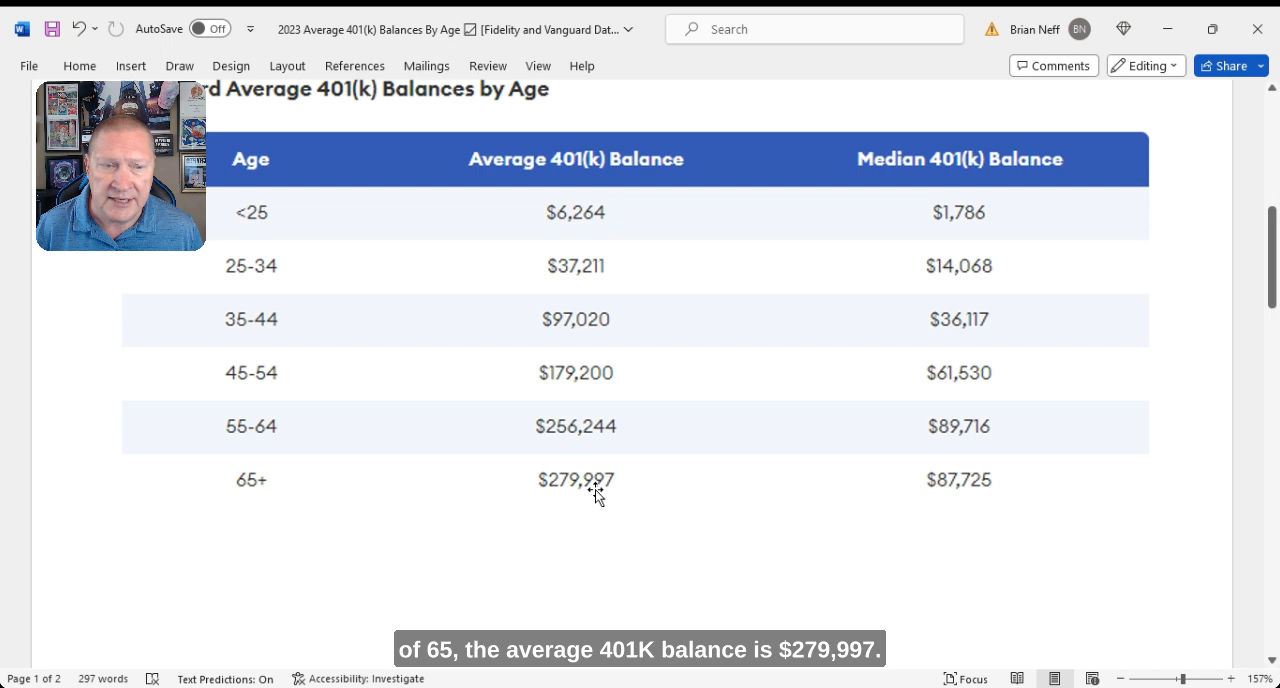 AutoSave Off 2023 Average 401(k) Balances By Age [Fidelity and Vanguard Dat... Search Brian Neff BN
File Home Insert Draw Design Layout References Mailings Review View Help Comments Editing Share
rd Average 401(k) Balances by Age
Age Average 401(k) Balance Median 401(k) Balance
<25 $6,264 $1,786
25-34 $37,211 $14,068
35-44 $97,020 $36,117
45-54 $179,200 $61,530
55-64 $256,244 $89,716
65+ $279,997 $87,725
of 65, the average 401K balance is $279,997.
Page 1 of 2 297 words Text Predictions: On Accessibility: Investigate Focus 157%